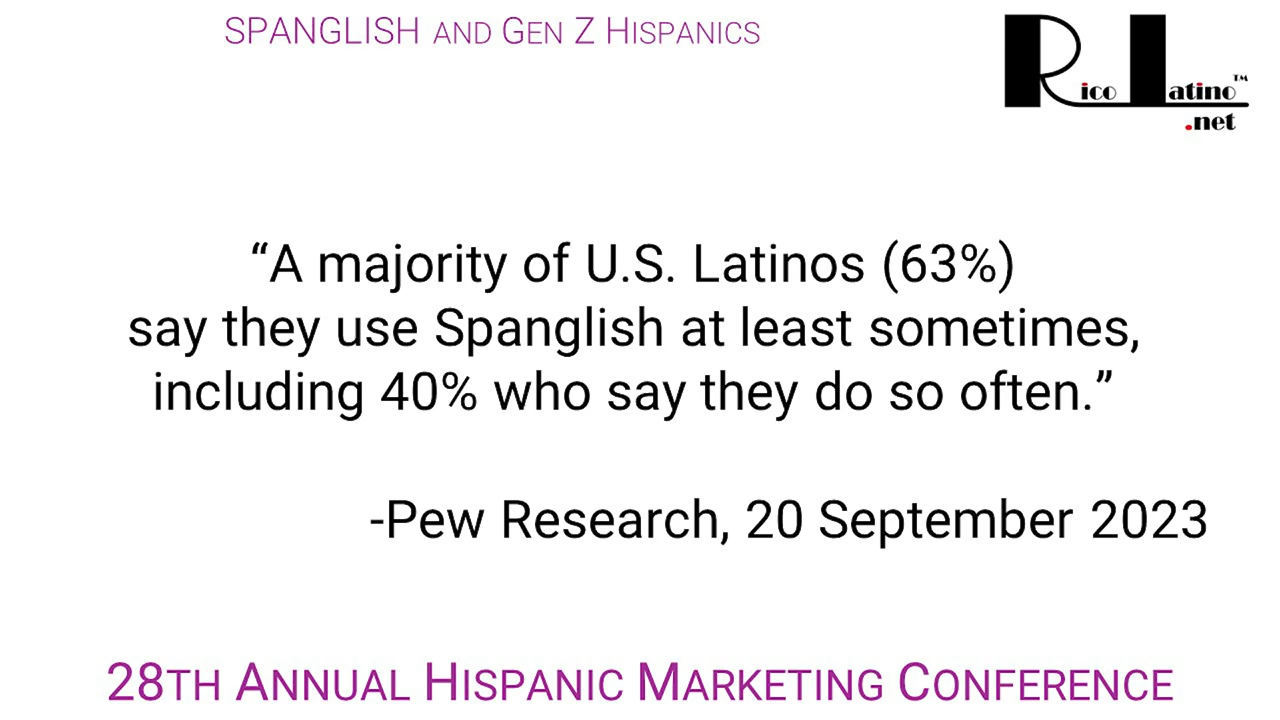 SPANGLISH AND GEN Z HISPANICS
Rico Latino™
.net
“A majority of U.S. Latinos (63%)
say they use Spanglish at least sometimes,
including 40% who say they do so often.”
-Pew Research, 20 September 2023
28TH ANNUAL HISPANIC MARKETING CONFERENCE